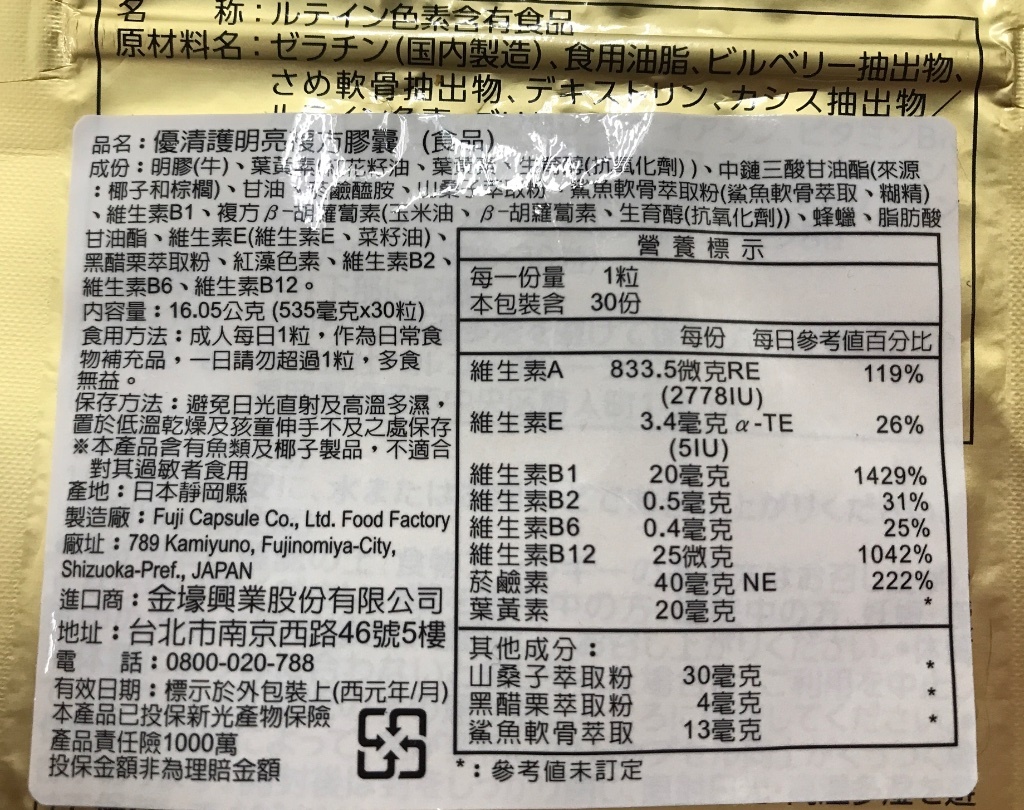 名 称：ルテイン色素含有食品
原材料名：ゼラチン(国内製造)、食用油脂、ビルベリー抽出物、
さめ軟骨抽出物、デキストリン、カシス抽出物／
品名：優清護明亮複方膠囊 (食品)
成份：明膠(牛)、葉黃素(紅花籽油、葉黃素、生育醇(抗氧化劑))、中鏈三酸甘油酯(來源
：椰子和棕櫚)、甘油、菸鹼醯胺、山桑子萃取粉、鯊魚軟骨萃取粉(鯊魚軟骨萃取、糊精)
、維生素B1、複方β-胡蘿蔔素(玉米油、β-胡蘿蔔素、生育醇(抗氧化劑))、蜂蠟、脂肪酸
甘油酯、維生素E(維生素E、菜籽油)、
黑醋栗萃取粉、紅藻色素、維生素B2、
維生素B6、維生素B12。
內容量：16.05公克 (535毫克x30粒)
食用方法：成人每日1粒，作為日常食
物補充品，一日請勿超過1粒，多食
無益。
保存方法：避免日光直射及高溫多濕，
置於低溫乾燥及孩童伸手不及之處保存
※本產品含有魚類及椰子製品，不適合
對其過敏者食用
產地：日本靜岡縣
製造廠：Fuji Capsule Co., Ltd. Food Factory
廠址：789 Kamiyuno, Fujinomiya-City,
Shizuoka-Pref., JAPAN
進口商：金壕興業股份有限公司
地址：台北市南京西路46號5樓
電 話：0800-020-788
有效日期：標示於外包裝上(西元年/月)
本產品已投保新光產物保險
產品責任險1000萬
投保金額非為理賠金額
營養標示
每一份量 1粒
本包裝含 30份
每份 每日參考值百分比
維生素A 833.5微克RE 119%
(2778IU)
維生素E 3.4毫克 α-TE 26%
(5IU)
維生素B1 20毫克 1429%
維生素B2 0.5毫克 31%
維生素B6 0.4毫克 25%
維生素B12 25微克 1042%
菸鹼素 40毫克 NE 222%
葉黃素 20毫克 *
其他成分：
山桑子萃取粉 30毫克 *
黑醋栗萃取粉 4毫克 *
鯊魚軟骨萃取 13毫克 *
*：參考值未訂定